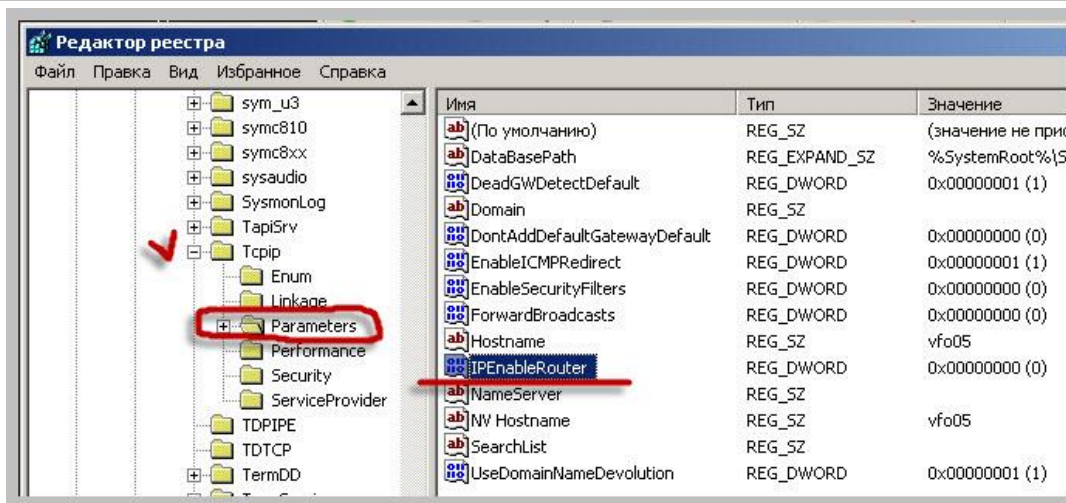 Редактор реестра
Файл Правка Вид Избранное Справка
sym_u3
symc810
symc8xx
sysaudio
SysmonLog
TapiSrv
Tcpip
Enum
Linkage
Parameters
Performance
Security
ServiceProvider
TDPIPE
TDTCP
TermDD
Имя Тип Значение
(По умолчанию) REG_SZ (значение не
DataBasePath REG_EXPAND_SZ %SystemRoot%\S
DeadGWDetectDefault REG_DWORD 0x00000001 (1)
Domain REG_SZ
DontAddDefaultGatewayDefault REG_DWORD 0x00000000 (0)
EnableICMPRedirect REG_DWORD 0x00000001 (1)
EnableSecurityFilters REG_DWORD 0x00000000 (0)
ForwardBroadcasts REG_DWORD 0x00000000 (0)
Hostname REG_SZ vfo05
IPEnableRouter REG_DWORD 0x00000000 (0)
NameServer REG_SZ
NV Hostname REG_SZ vfo05
SearchList REG_SZ
UseDomainNameDevolution REG_DWORD 0x00000001 (1)